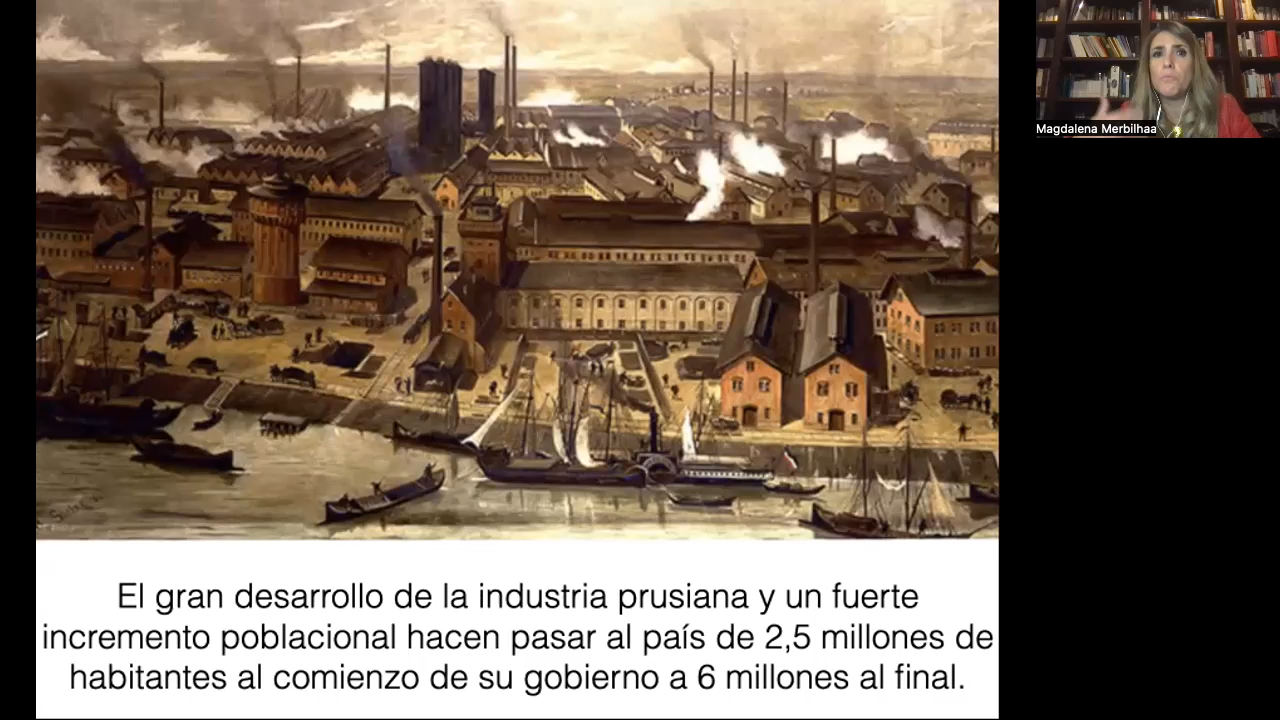 Magdalena Merbilhaa
El gran desarrollo de la industria prusiana y un fuerte
incremento poblacional hacen pasar al país de 2,5 millones de
habitantes al comienzo de su gobierno a 6 millones al final.